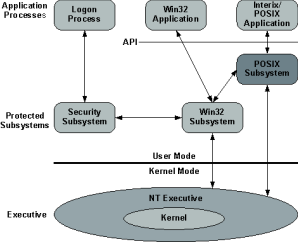 Application
Processes
Logon
Process
Win32
Application
Interix/
POSIX
Application
API
POSIX
Subsystem
Protected
Subsystems
Security
Subsystem
Win32
Subsystem
User Mode
Kernel Mode
Executive
NT Executive
Kernel